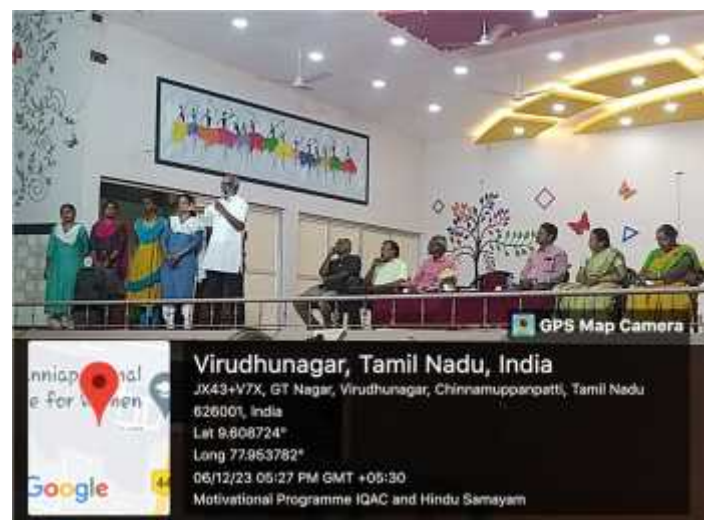 GPS Map Camera
Virudhunagar, Tamil Nadu, India
JX43+V7X, GT Nagar, Virudhunagar, Chinnamuppanpatti, Tamil Nadu
626001, India
Lat 9.608724°
Long 77.953782°
06/12/23 05:27 PM GMT +05:30
Motivational Programme IQAC and Hindu Samayam
e for
Google
44